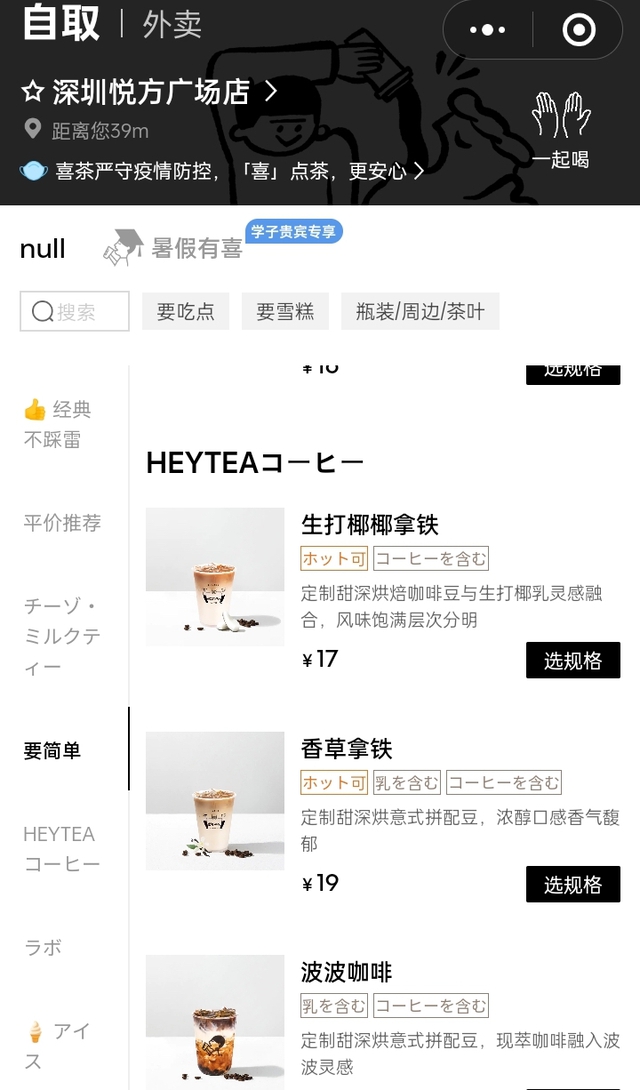 自取 | 外卖
深圳悦方广场店
距离您39m
一起喝
喜茶严守疫情防控，「喜」点茶，更安心
学子贵宾专享
null
暑假有喜
搜索
要吃点
要雪糕
瓶装/周边/茶叶
选规格
经典
不踩雷
平价推荐
チーゾ・
ミルクテ
ィー
要简单
HEYTEA
コーヒー
ラボ
アイ
ス
HEYTEAコーヒー
生打椰椰拿铁
ホット可 コーヒーを含む
定制甜深烘焙咖啡豆与生打椰乳灵感融
合，风味饱满层次分明
¥17
选规格
香草拿铁
ホット可 乳を含む コーヒーを含む
定制甜深烘意式拼配豆，浓醇口感香气馥
郁
¥19
选规格
波波咖啡
乳を含む コーヒーを含む
定制甜深烘意式拼配豆，现萃咖啡融入波
波灵感